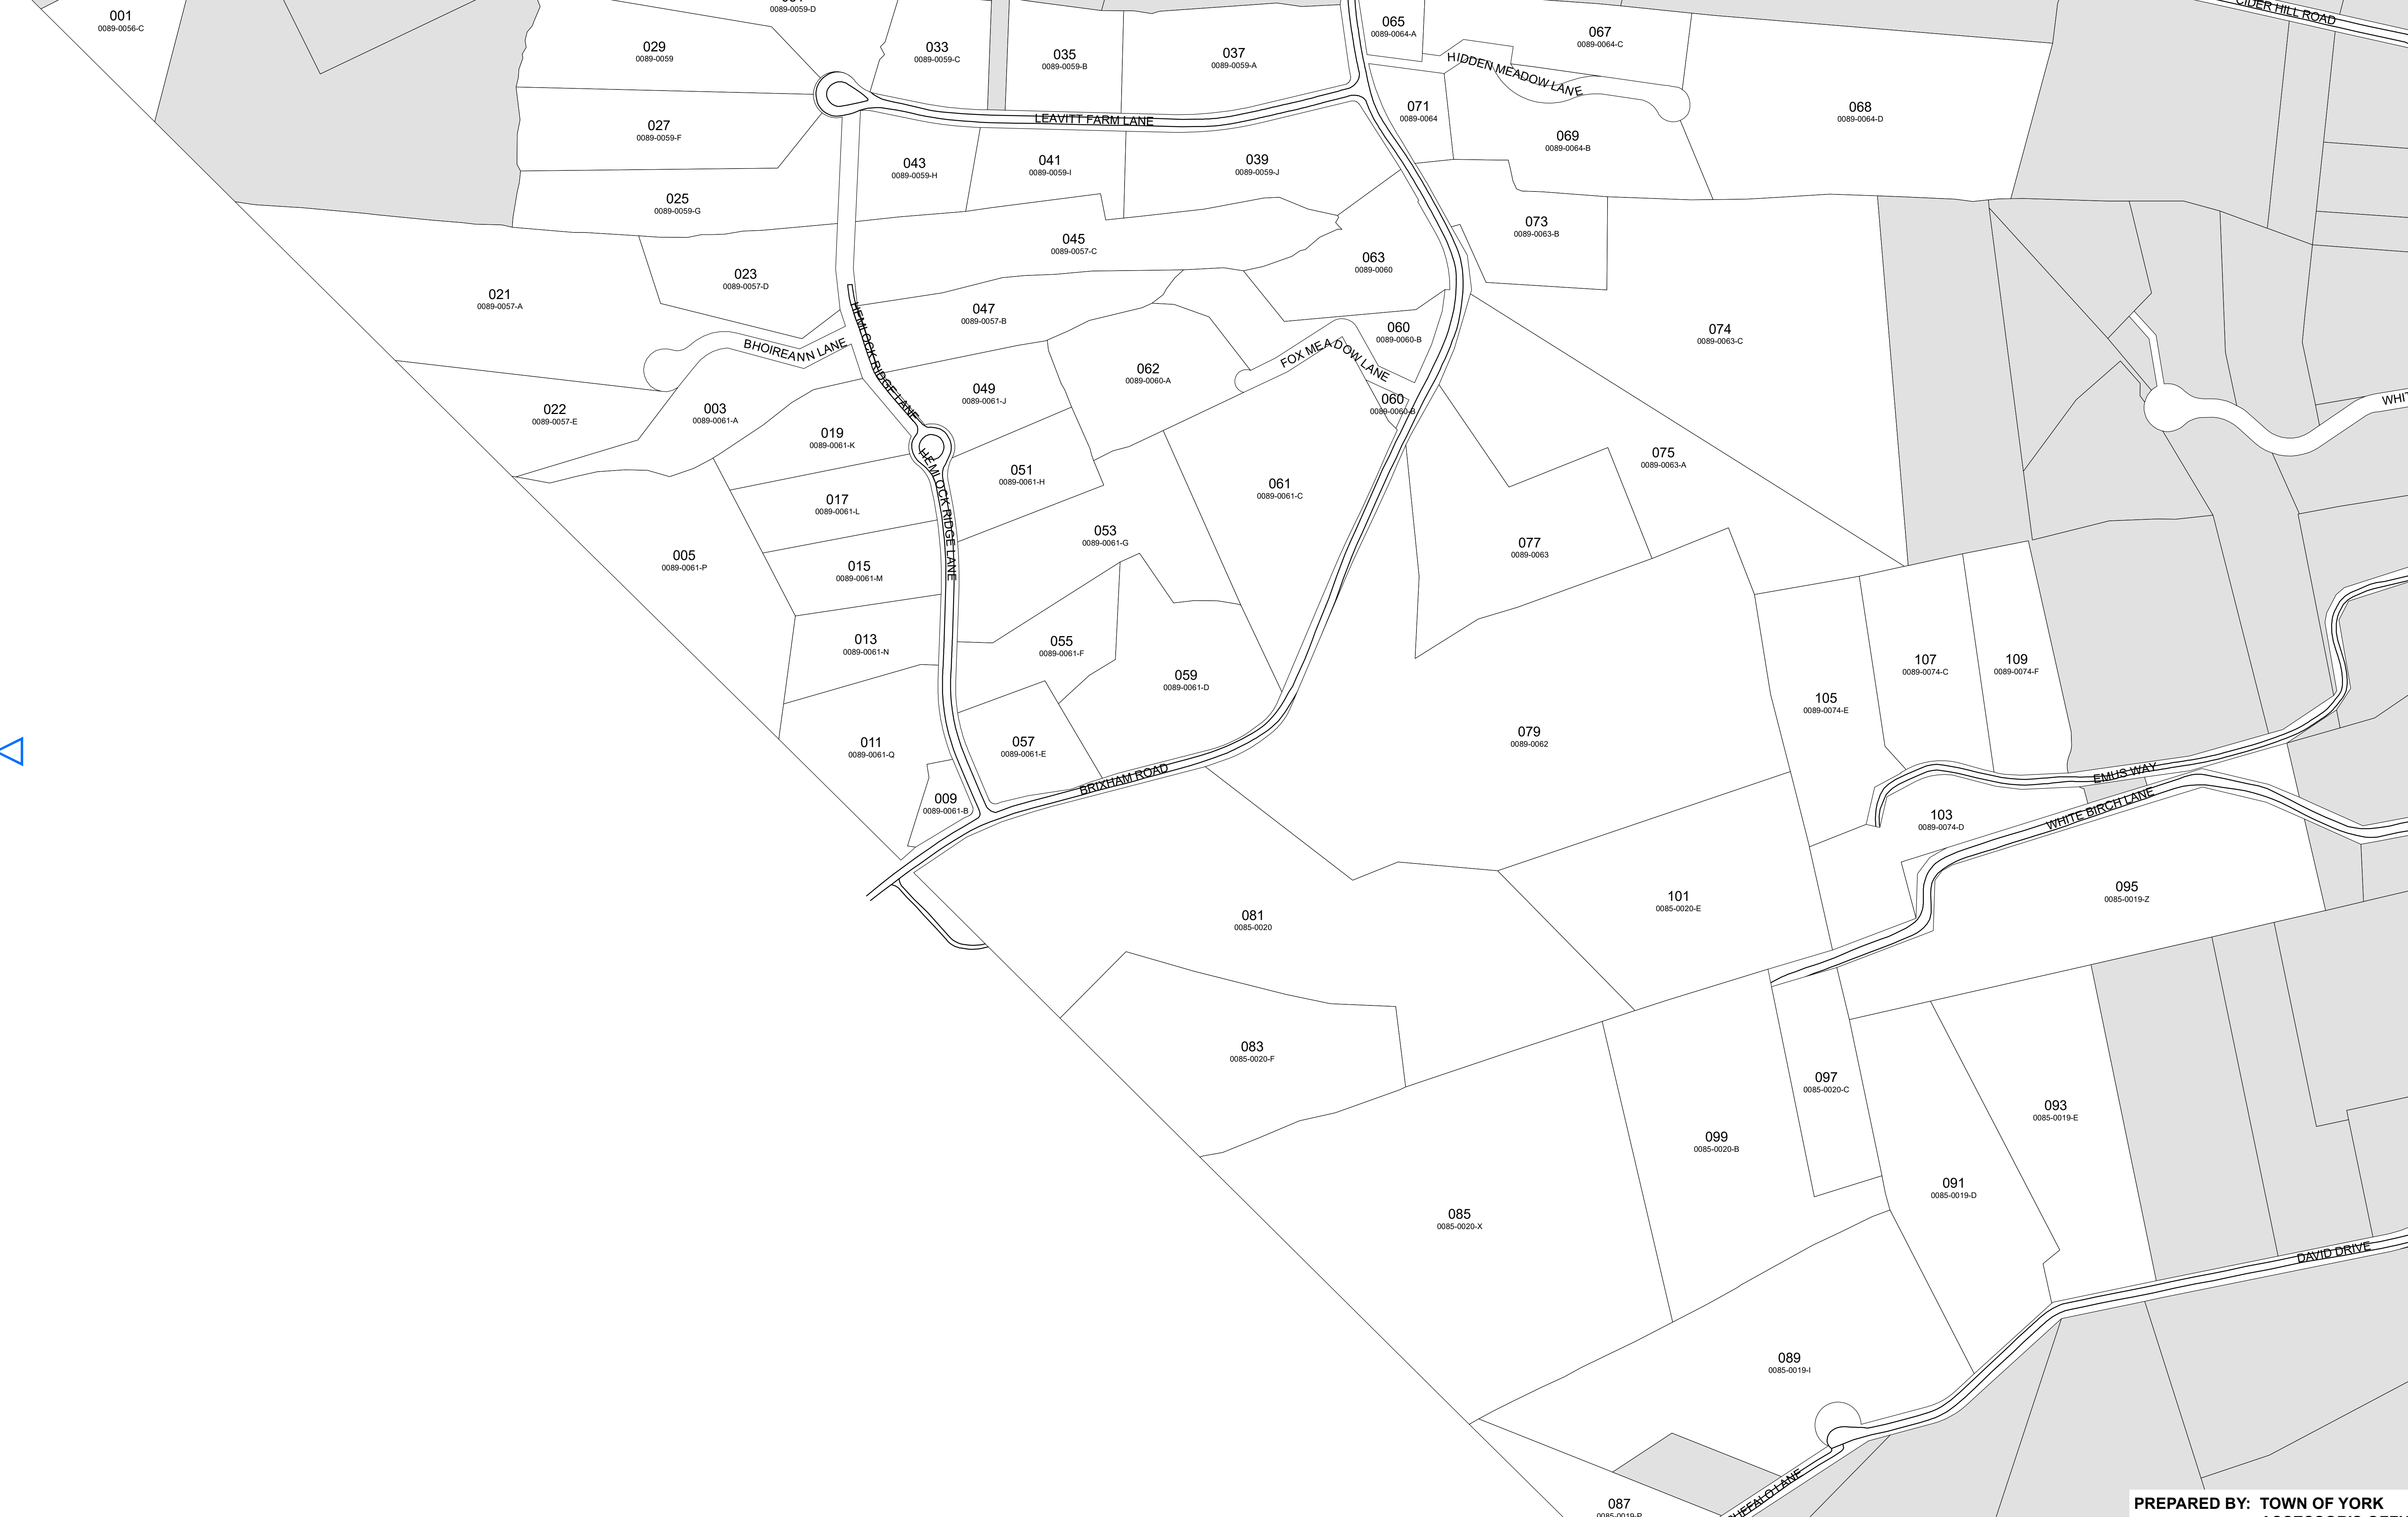 001
0089-0056-C
0089-0059-D
029
0089-0059
033
0089-0059-C
035
0089-0059-B
037
0089-0059-A
065
0089-0064-A
067
0089-0064-C
CIDER HILL ROAD
HIDDEN MEADOW LANE
027
0089-0059-F
LEAVITT FARM LANE
071
0089-0064
069
0089-0064-B
068
0089-0064-D
043
0089-0059-H
041
0089-0059-I
039
0089-0059-J
025
0089-0059-G
045
0089-0057-C
073
0089-0063-B
063
0089-0060
021
0089-0057-A
023
0089-0057-D
047
0089-0057-B
HEMLOCK RIDGE LANE
BHOIREANN LANE
060
0089-0060-B
074
0089-0063-C
FOX MEADOW LANE
062
0089-0060-A
049
0089-0061-J
022
0089-0057-E
003
0089-0061-A
060
0089-0060-B
019
0089-0061-K
075
0089-0063-A
051
0089-0061-H
061
0089-0061-C
017
0089-0061-L
HEMLOCK RIDGE LANE
053
0089-0061-G
077
0089-0063
005
0089-0061-P
015
0089-0061-M
013
0089-0061-N
055
0089-0061-F
059
0089-0061-D
107
0089-0074-C
109
0089-0074-F
105
0089-0074-E
079
0089-0062
011
0089-0061-Q
057
0089-0061-E
BRIXHAM ROAD
EMUS WAY
WHITE BIRCH LANE
009
0089-0061-B
103
0089-0074-D
095
0085-0019-Z
101
0085-0020-E
081
0085-0020
083
0085-0020-F
097
0085-0020-C
093
0085-0019-E
099
0085-0020-B
091
0085-0019-D
085
0085-0020-X
DAVID DRIVE
089
0085-0019-I
087
PREPARED BY: TOWN OF YORK